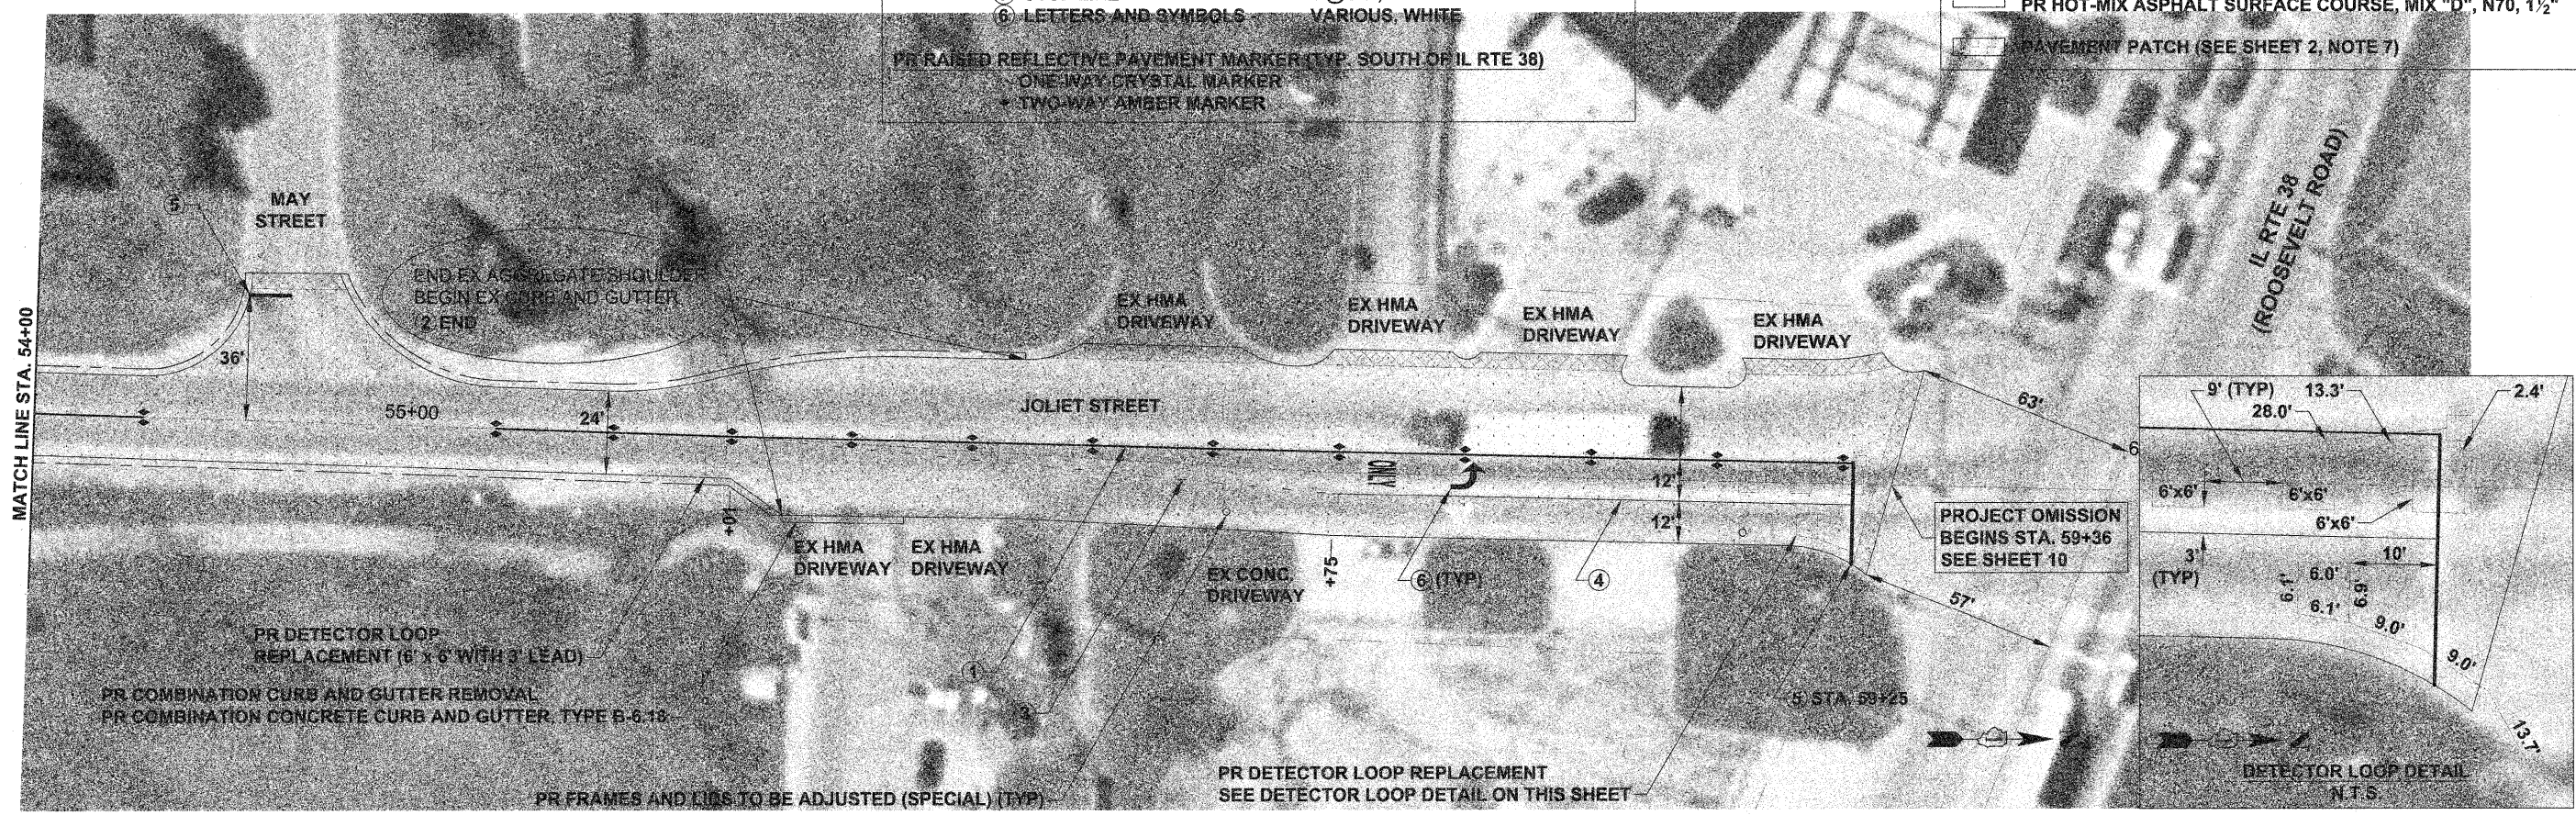 6 LETTERS AND SYMBOLS - VARIOUS, WHITE
PR RAISED REFLECTIVE PAVEMENT MARKER (TYP. SOUTH OF IL RTE 38)
ONE-WAY CRYSTAL MARKER
TWO-WAY AMBER MARKER
PR HOT-MIX ASPHALT SURFACE COURSE, MIX "D", N70, 1½"
PAVEMENT PATCH (SEE SHEET 2, NOTE 7)
MATCH LINE STA. 54+00
5
MAY
STREET
36'
END EX AGGREGATE SHOULDER
BEGIN EX CURB AND GUTTER
2 END
55+00
24'
JOLIET STREET
EX HMA
DRIVEWAY
EX HMA
DRIVEWAY
EX HMA
DRIVEWAY
EX HMA
DRIVEWAY
IL RTE 38
(ROOSEVELT ROAD)
63'
ONLY
12'
12'
+01
EX HMA
DRIVEWAY
EX HMA
DRIVEWAY
EX CONC.
DRIVEWAY
+75
6 (TYP)
4
PROJECT OMISSION
BEGINS STA. 59+36
SEE SHEET 10
57'
PR DETECTOR LOOP
REPLACEMENT (6' x 6' WITH 3' LEAD)
PR COMBINATION CURB AND GUTTER REMOVAL
PR COMBINATION CONCRETE CURB AND GUTTER, TYPE B-6.18
1
3
5 STA. 59+25
PR FRAMES AND LIDS TO BE ADJUSTED (SPECIAL) (TYP)
PR DETECTOR LOOP REPLACEMENT
SEE DETECTOR LOOP DETAIL ON THIS SHEET
9' (TYP)
13.3'
2.4'
28.0'
6
6'x6'
6'x6'
6'x6'
3'
(TYP)
10'
6.1'
6.0'
6.9'
6.1'
9.0'
9.0'
13.7'
DETECTOR LOOP DETAIL
N.T.S.